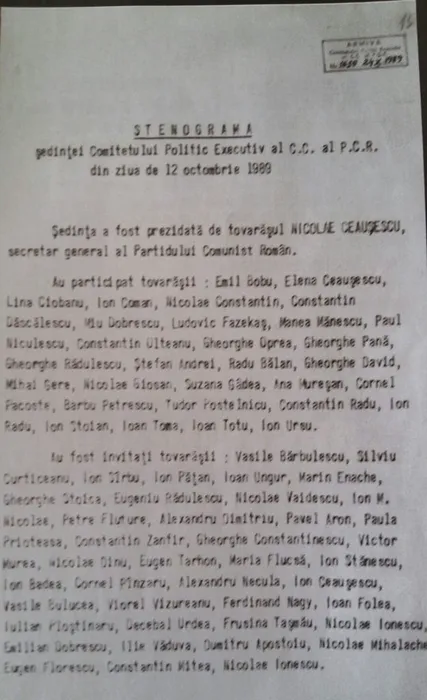 14
ARHIVA
S T E N O G R A M A
ședinței Comitetului Politic Executiv al C.C. al P.C.R.
din ziua de 12 octombrie 1989
Ședința a fost prezidată de tovarășul NICOLAE CEAUȘESCU,
secretar general al Partidului Comunist Român.
Au participat tovarășii : Emil Bobu, Elena Ceaușescu,
Lina Ciobanu, Ion Coman, Nicolae Constantin, Constantin
Dăscălescu, Miu Dobrescu, Ludovic Fazekaș, Manea Mănescu, Paul
Niculescu, Constantin Olteanu, Gheorghe Oprea, Gheorghe Pană,
Gheorghe Rădulescu, Ștefan Andrei, Radu Bălan, Gheorghe David,
Mihai Gere, Nicolae Giosan, Suzana Gâdea, Ana Mureșan, Cornel
Pacoste, Barbu Petrescu, Tudor Postelnicu, Constantin Radu, Ion
Radu, Ion Stoian, Ioan Toma, Ioan Totu, Ion Ursu.
Au fost invitați tovarășii : Vasile Bărbulescu, Silviu
Curticeanu, Ion Sîrbu, Ion Pățan, Ioan Ungur, Marin Enache,
Gheorghe Stoica, Eugeniu Rădulescu, Nicolae Vaidescu, Ion M.
Nicolae, Petre Fluture, Alexandru Dimitriu, Pavel Aron, Paula
Prioteasa, Constantin Zanfir, Gheorghe Constantinescu, Victor
Murea, Nicolae Dinu, Eugen Tarhon, Maria Flucsă, Ion Stănescu,
Ion Badea, Cornel Pînzaru, Alexandru Necula, Ion Ceaușescu,
Vasile Bulucea, Viorel Vizureanu, Ferdinand Nagy, Ioan Folea,
Iulian Ploștinaru, Decebal Urdea, Frusina Tașmău, Nicolae Ionescu,
Emilian Dobrescu, Ilie Văduva, Dumitru Apostoiu, Nicolae Mihalache,
Eugen Florescu, Constantin Mitea, Nicolae Ionescu.